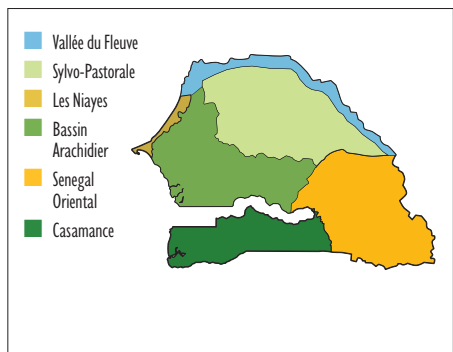 Vallée du Fleuve
Sylvo-Pastorale
Les Niayes
Bassin
Arachidier
Senegal
Oriental
Casamance